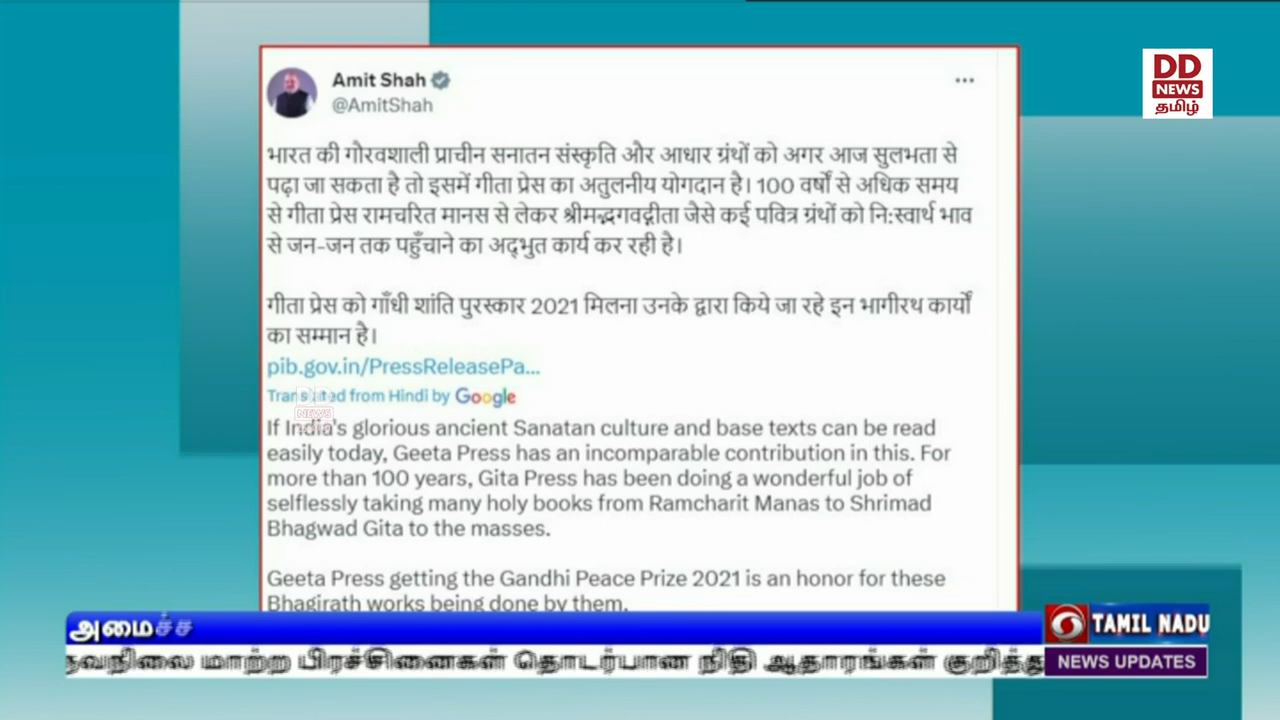 Amit Shah
@AmitShah
DD
NEWS
தமிழ்
भारत की गौरवशाली प्राचीन सनातन संस्कृति और आधार ग्रंथों को अगर आज सुलभता से
पढ़ा जा सकता है तो इसमें गीता प्रेस का अतुलनीय योगदान है। 100 वर्षों से अधिक समय
से गीता प्रेस रामचरित मानस से लेकर श्रीमद्भगवद्गीता जैसे कई पवित्र ग्रंथों को नि:स्वार्थ भाव
से जन-जन तक पहुँचाने का अद्भुत कार्य कर रही है।
गीता प्रेस को गाँधी शांति पुरस्कार 2021 मिलना उनके द्वारा किये जा रहे इन भागीरथ कार्यों
का सम्मान है।
pib.gov.in/PressReleasePa...
Translated from Hindi by Google
DD
NEWS
If India's glorious ancient Sanatan culture and base texts can be read
easily today, Geeta Press has an incomparable contribution in this. For
more than 100 years, Gita Press has been doing a wonderful job of
selflessly taking many holy books from Ramcharit Manas to Shrimad
Bhagwad Gita to the masses.
Geeta Press getting the Gandhi Peace Prize 2021 is an honor for these
Bhagirath works being done by them.
அமைச்ச
TAMIL NADU
மாற்ற பிரச்சினைகள் தொடர்பான நிதி ஆதாரங்கள் குறித்து
NEWS UPDATES